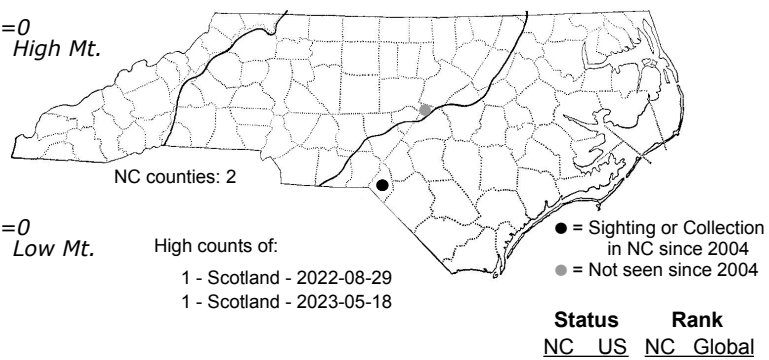 =0
High Mt.
NC counties: 2
=0
Low Mt.
High counts of:
1 - Scotland - 2022-08-29
1 - Scotland - 2023-05-18
● = Sighting or Collection
in NC since 2004
● = Not seen since 2004
Status Rank
NC US NC Global